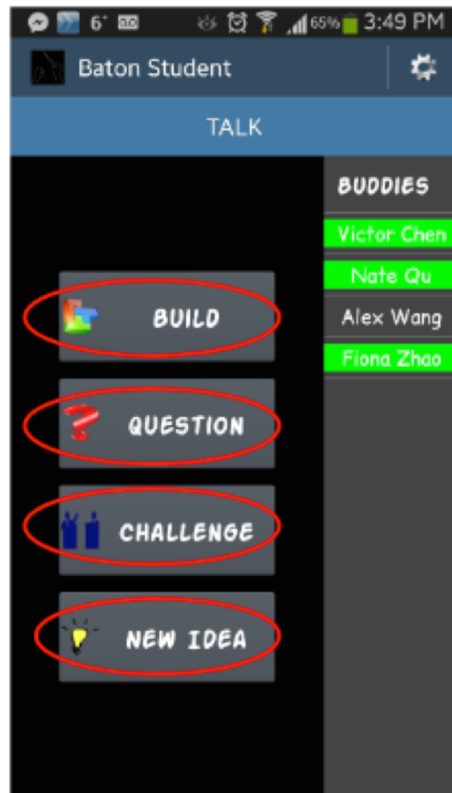 6° 65% 3:49 PM
Baton Student
TALK
BUDDIES
Victor Chen
Nate Qu
Alex Wang
Fiona Zhao
BUILD
QUESTION
CHALLENGE
NEW IDEA